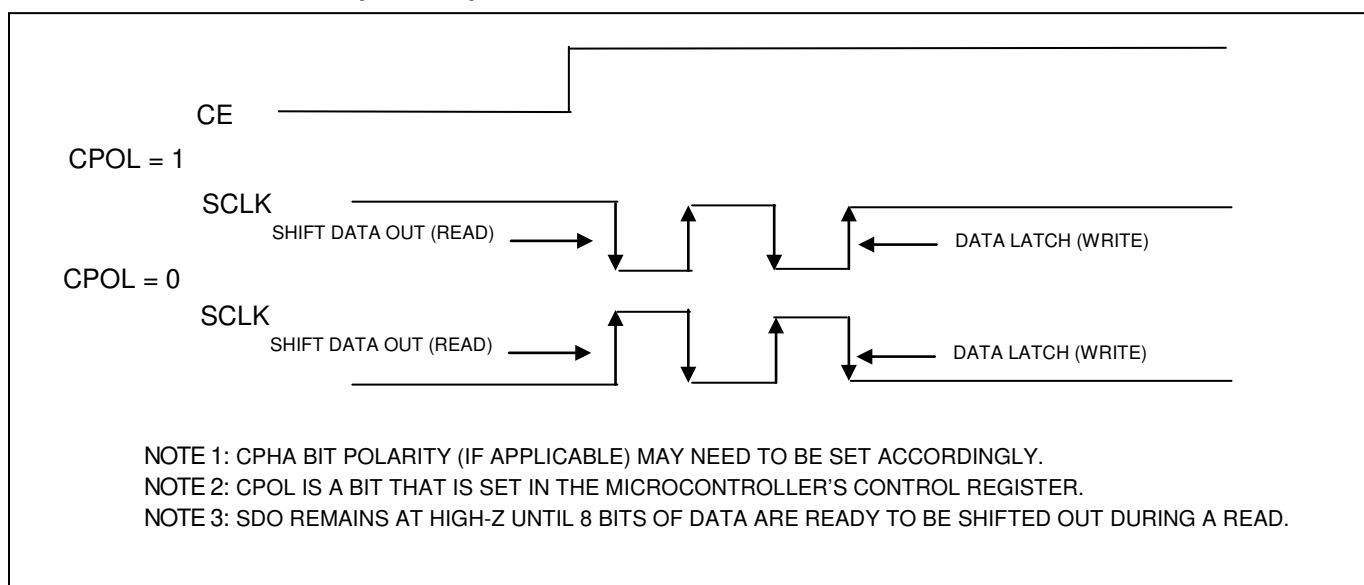 CE
CPOL = 1
SCLK
SHIFT DATA OUT (READ)
DATA LATCH (WRITE)
CPOL = 0
SCLK
SHIFT DATA OUT (READ)
DATA LATCH (WRITE)
NOTE 1: CPHA BIT POLARITY (IF APPLICABLE) MAY NEED TO BE SET ACCORDINGLY.
NOTE 2: CPOL IS A BIT THAT IS SET IN THE MICROCONTROLLER'S CONTROL REGISTER.
NOTE 3: SDO REMAINS AT HIGH-Z UNTIL 8 BITS OF DATA ARE READY TO BE SHIFTED OUT DURING A READ.